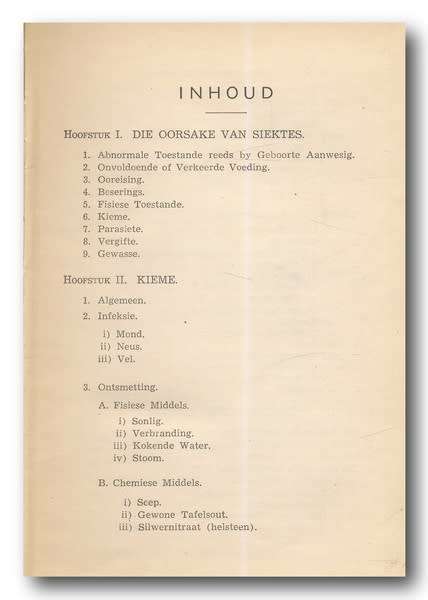 INHOUD
HOOFSTUK I. DIE OORSAKE VAN SIEKTES.
1. Abnormale Toestande reeds by Geboorte Aanwesig.
2. Onvoldoende of Verkeerde Voeding.
3. Ooreising.
4. Beserings.
5. Fisiese Toestande.
6. Kieme.
7. Parasiete.
8. Vergifte.
9. Gewasse.
HOOFSTUK II. KIEME.
1. Algemeen.
2. Infeksie.
i) Mond.
ii) Neus.
iii) Vel.
3. Ontsmetting.
A. Fisiese Middels.
i) Sonlig.
ii) Verbranding.
iii) Kokende Water.
iv) Stoom.
B. Chemiese Middels.
i) Seep.
ii) Gewone Tafelsout.
iii) Silwernitraat (helsteen).